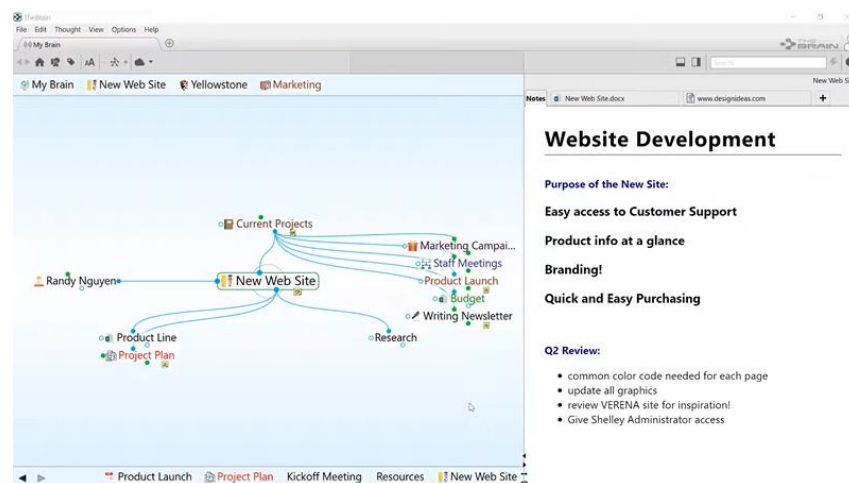 TheBrain
File Edit Thought View Options Help
My Brain
THE BRAIN
Search
My Brain New Web Site Yellowstone Marketing
New Web S
Notes New Web Site.docx www.designideas.com
Website Development
Purpose of the New Site:
Easy access to Customer Support
Product info at a glance
Branding!
Quick and Easy Purchasing
Q2 Review:
common color code needed for each page
update all graphics
review VERENA site for inspiration!
Give Shelley Administrator access
Current Projects
Marketing Campai...
Staff Meetings
Product Launch
Budget
Writing Newsletter
Randy Nguyen
New Web Site
Product Line
Project Plan
Research
Product Launch Project Plan Kickoff Meeting Resources New Web Site